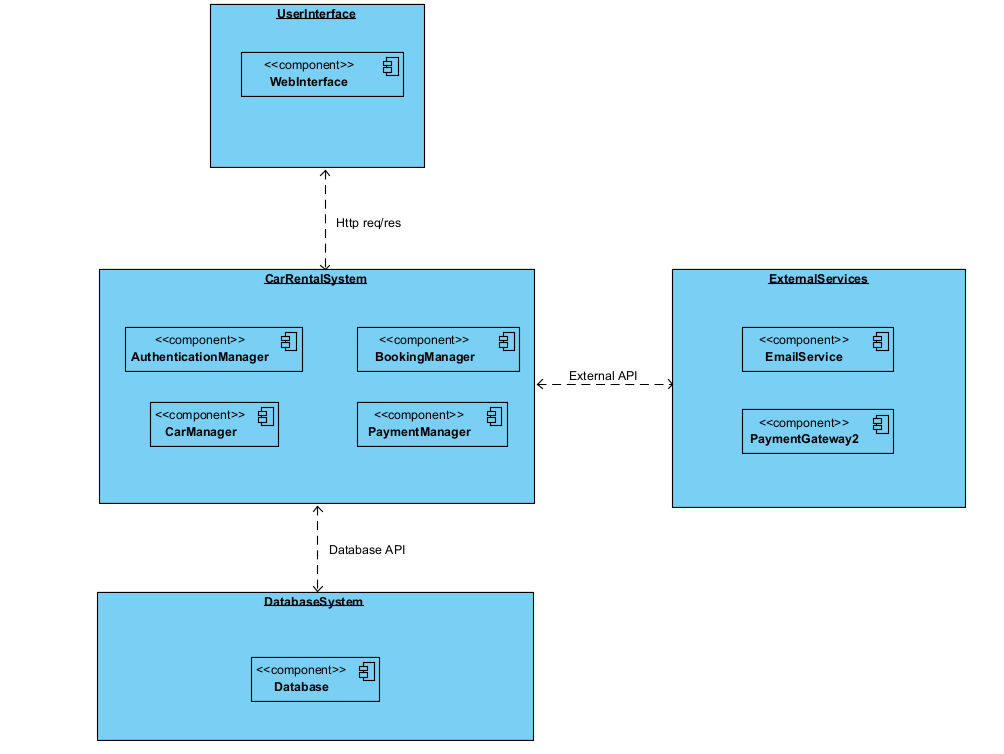 UserInterface
<<component>>
WebInterface
Http req/res
CarRentalSystem
<<component>>
AuthenticationManager
<<component>>
BookingManager
<<component>>
CarManager
<<component>>
PaymentManager
External API
ExternalServices
<<component>>
EmailService
<<component>>
PaymentGateway2
Database API
DatabaseSystem
<<component>>
Database